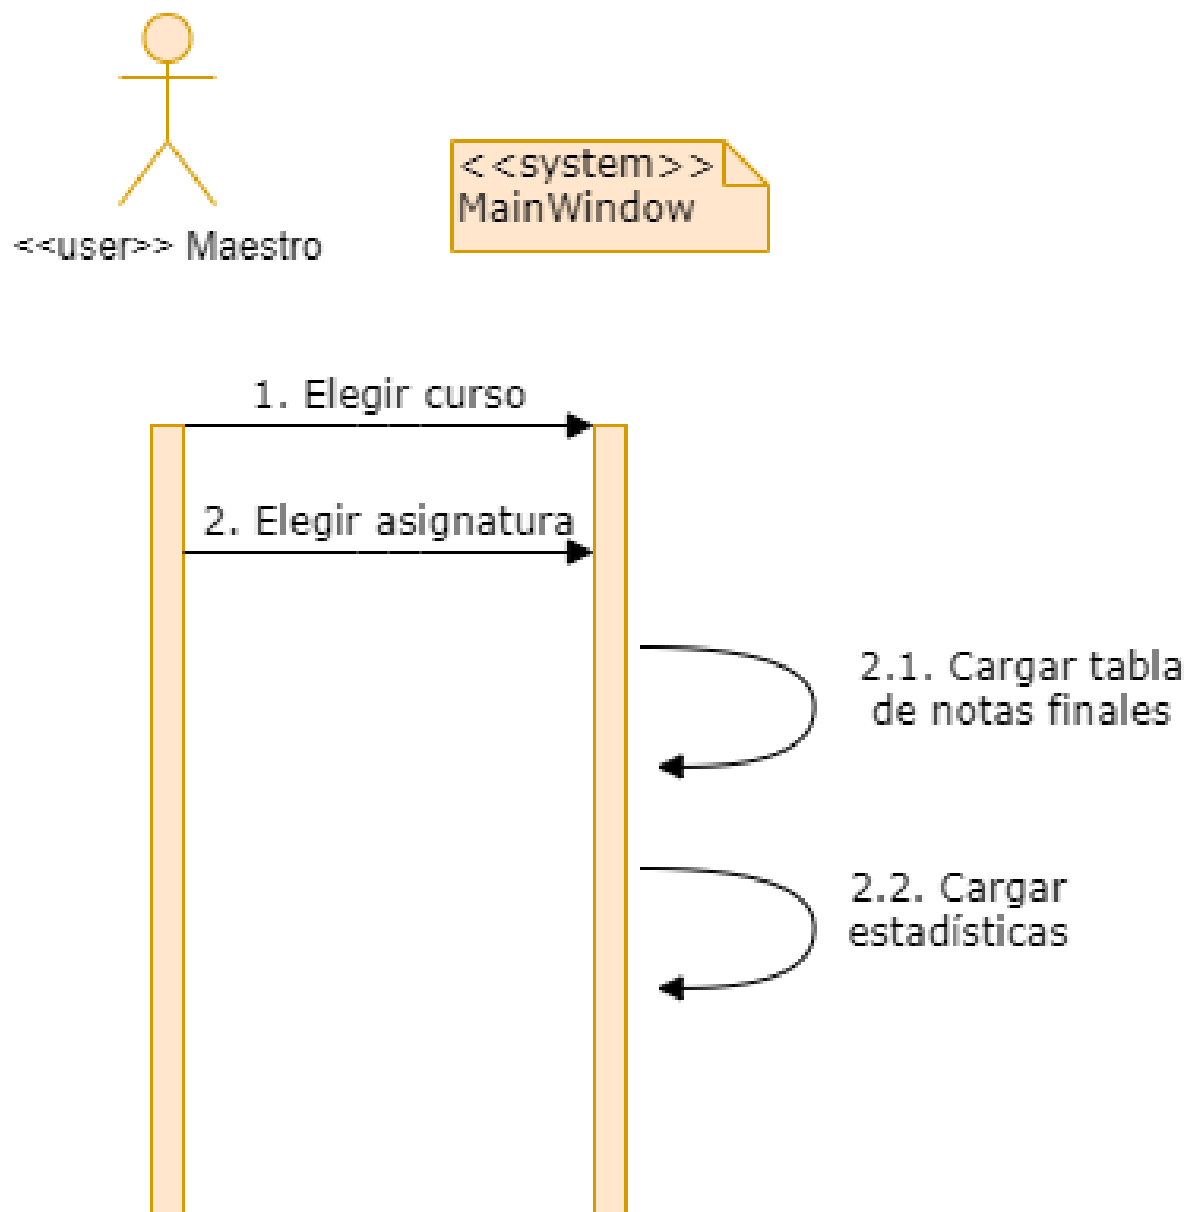 <<user>> Maestro
<<system>>
MainWindow
1. Elegir curso
2. Elegir asignatura
2.1. Cargar tabla
de notas finales
2.2. Cargar
estadísticas